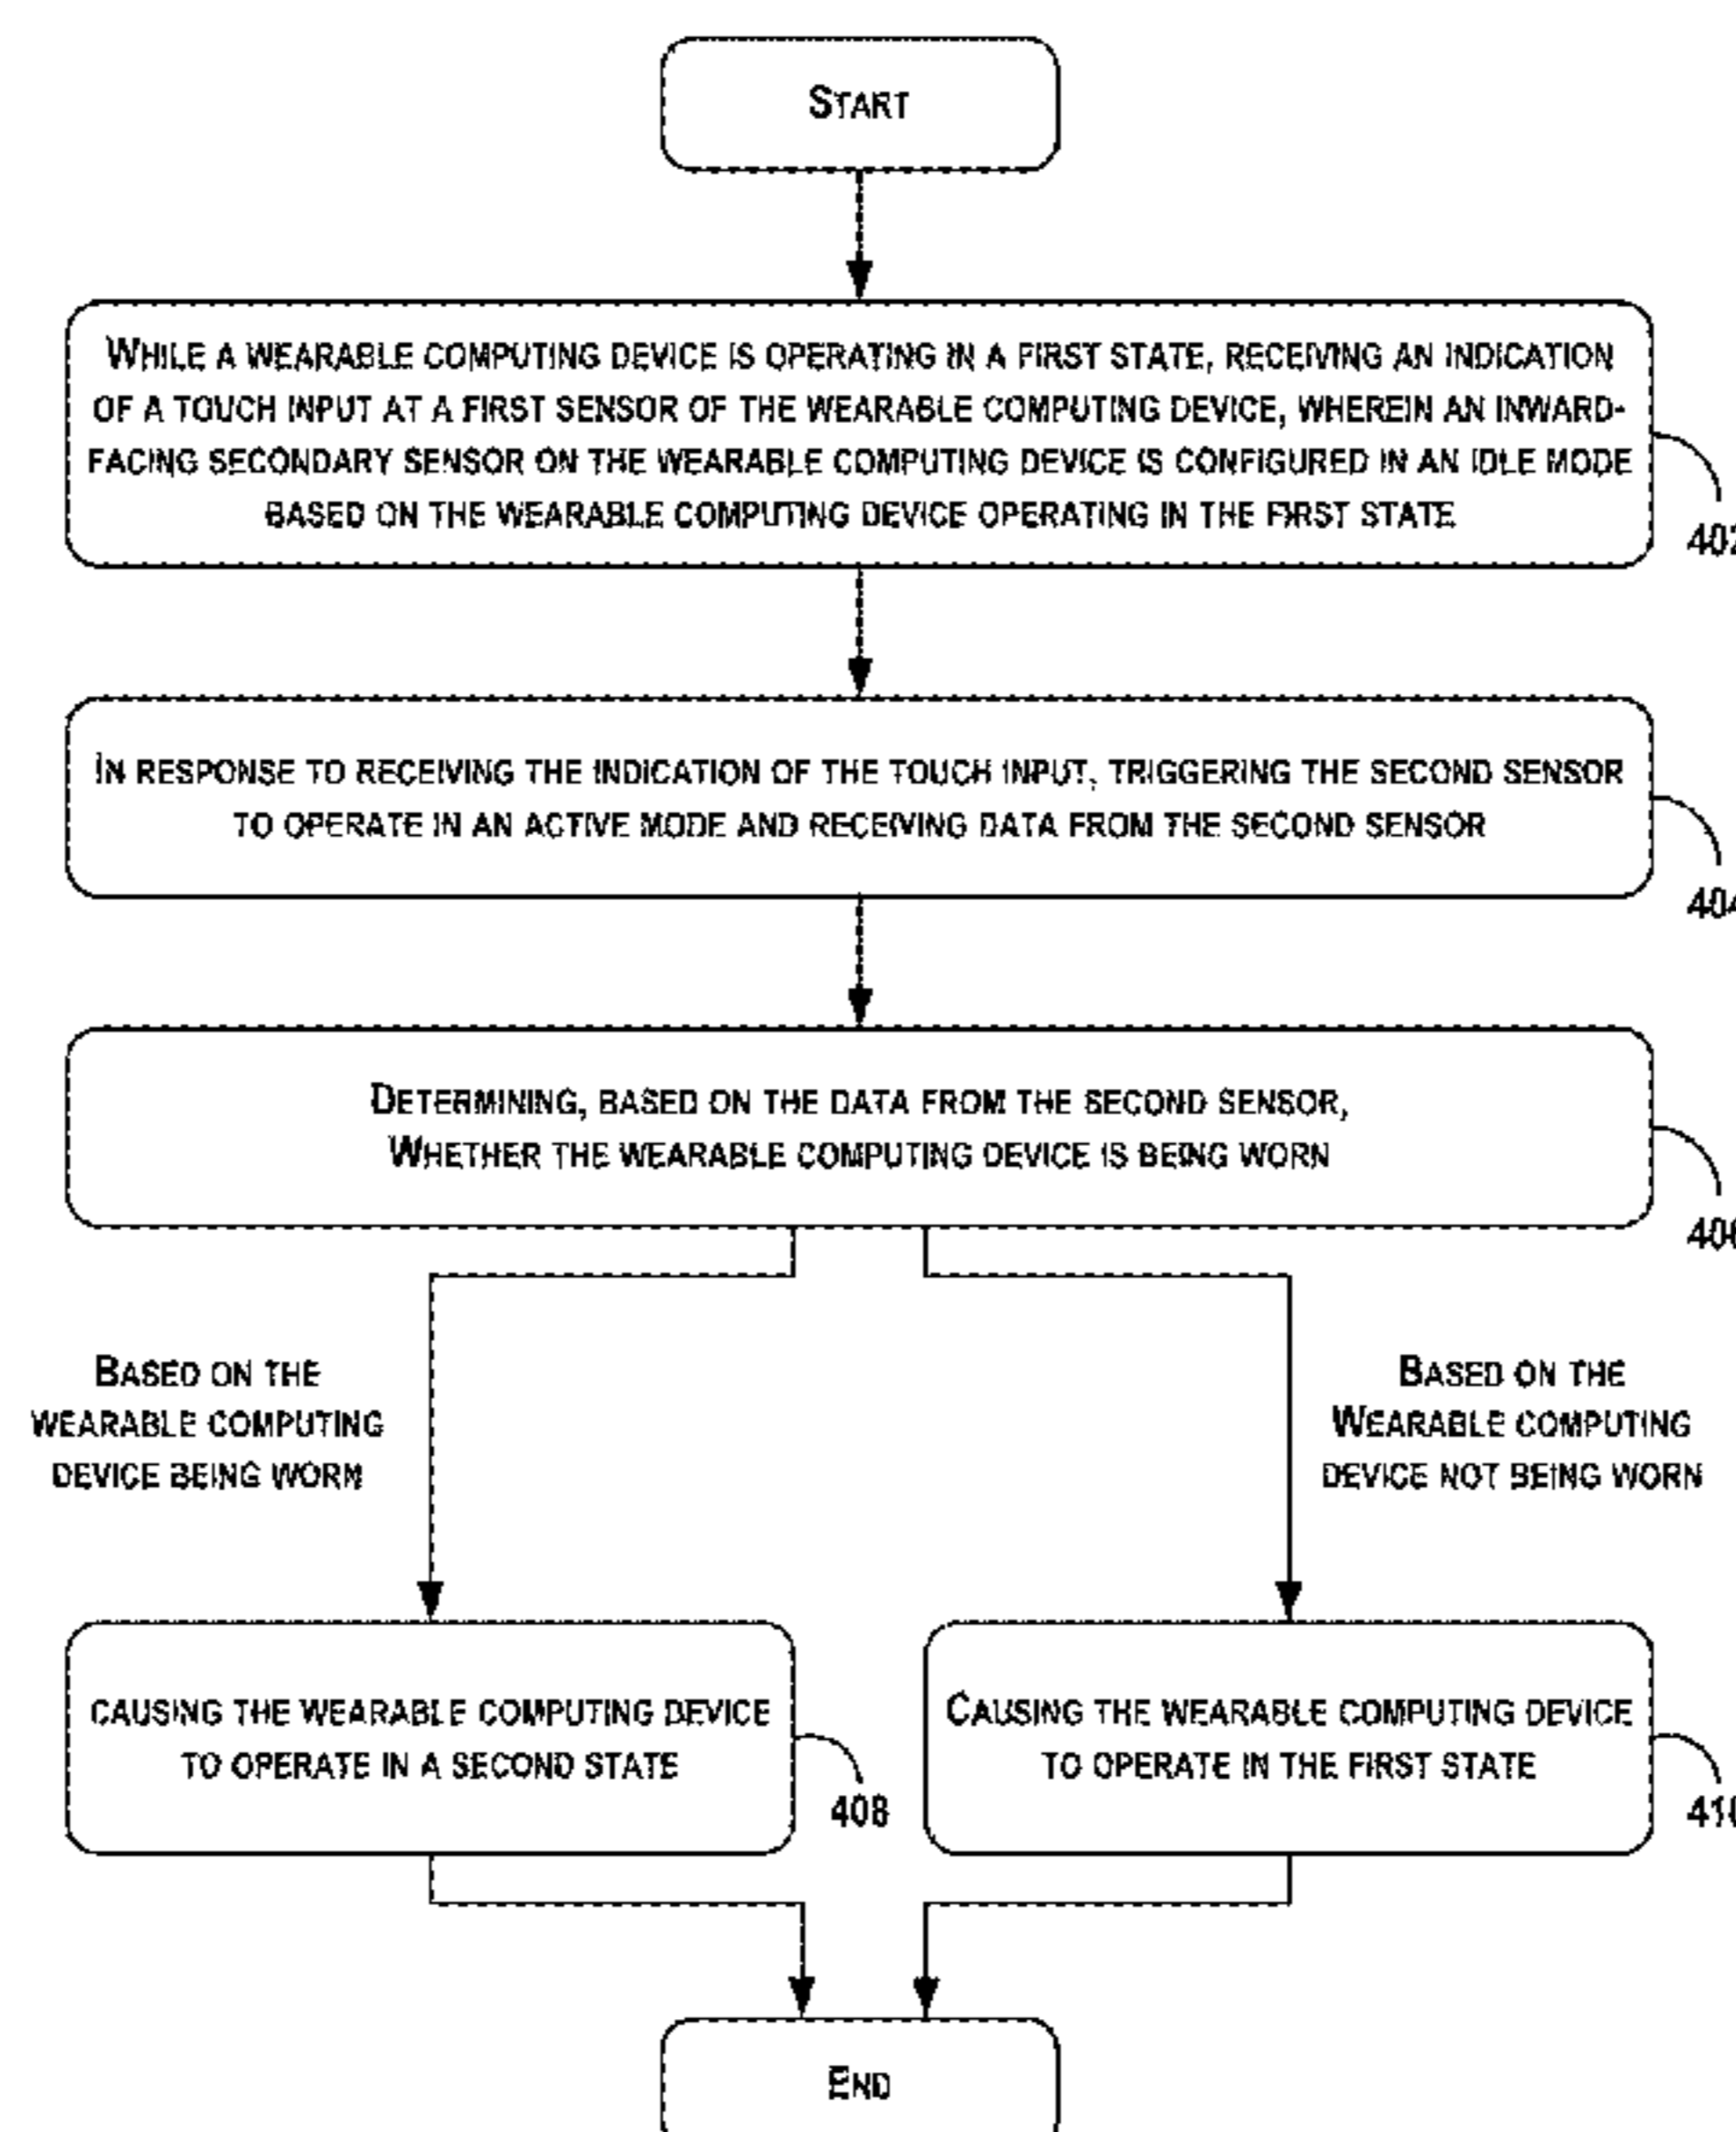 START
WHILE A WEARABLE COMPUTING DEVICE IS OPERATING IN A FIRST STATE, RECEIVING AN INDICATION
OF A TOUCH INPUT AT A FIRST SENSOR OF THE WEARABLE COMPUTING DEVICE, WHEREIN AN INWARD-
FACING SECONDARY SENSOR ON THE WEARABLE COMPUTING DEVICE IS CONFIGURED IN AN IDLE MODE
BASED ON THE WEARABLE COMPUTING DEVICE OPERATING IN THE FIRST STATE
402
IN RESPONSE TO RECEIVING THE INDICATION OF THE TOUCH INPUT, TRIGGERING THE SECOND SENSOR
TO OPERATE IN AN ACTIVE MODE AND RECEIVING DATA FROM THE SECOND SENSOR
404
DETERMINING, BASED ON THE DATA FROM THE SECOND SENSOR,
WHETHER THE WEARABLE COMPUTING DEVICE IS BEING WORN
406
BASED ON THE
WEARABLE COMPUTING
DEVICE BEING WORN
BASED ON THE
WEARABLE COMPUTING
DEVICE NOT BEING WORN
CAUSING THE WEARABLE COMPUTING DEVICE
TO OPERATE IN A SECOND STATE
408
CAUSING THE WEARABLE COMPUTING DEVICE
TO OPERATE IN THE FIRST STATE
410
END